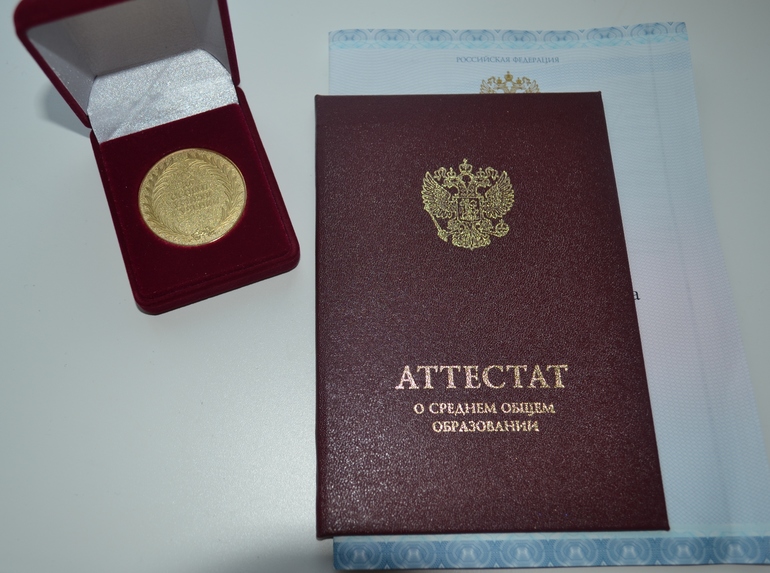 РОССИЙСКАЯ ФЕДЕРАЦИЯ
АТТЕСТАТ
О СРЕДНЕМ ОБЩЕМ
ОБРАЗОВАНИИ
а